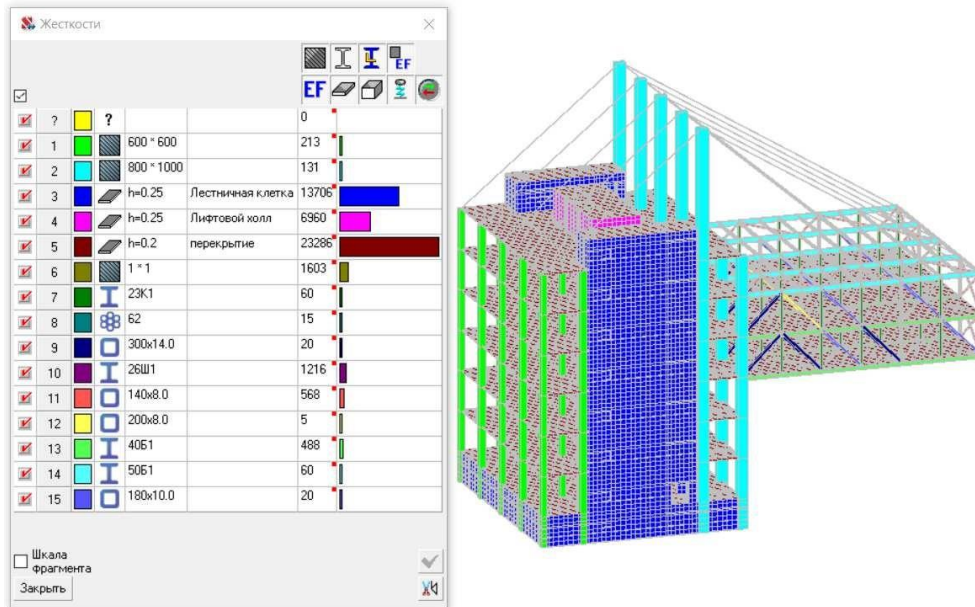 Жесткости
EF
EF
? ? 0
1 600 * 600 213
2 800 * 1000 131
3 h=0.25 Лестничная клетка 13706
4 h=0.25 Лифтовой холл 6960
5 h=0.2 перекрытие 23286
6 1 * 1 1603
7 23К1 60
8 62 15
9 300x14.0 20
10 26Ш1 1216
11 140x8.0 568
12 200x8.0 5
13 40Б1 488
14 50Б1 60
15 180x10.0 20
Шкала
фрагмента
Закрыть